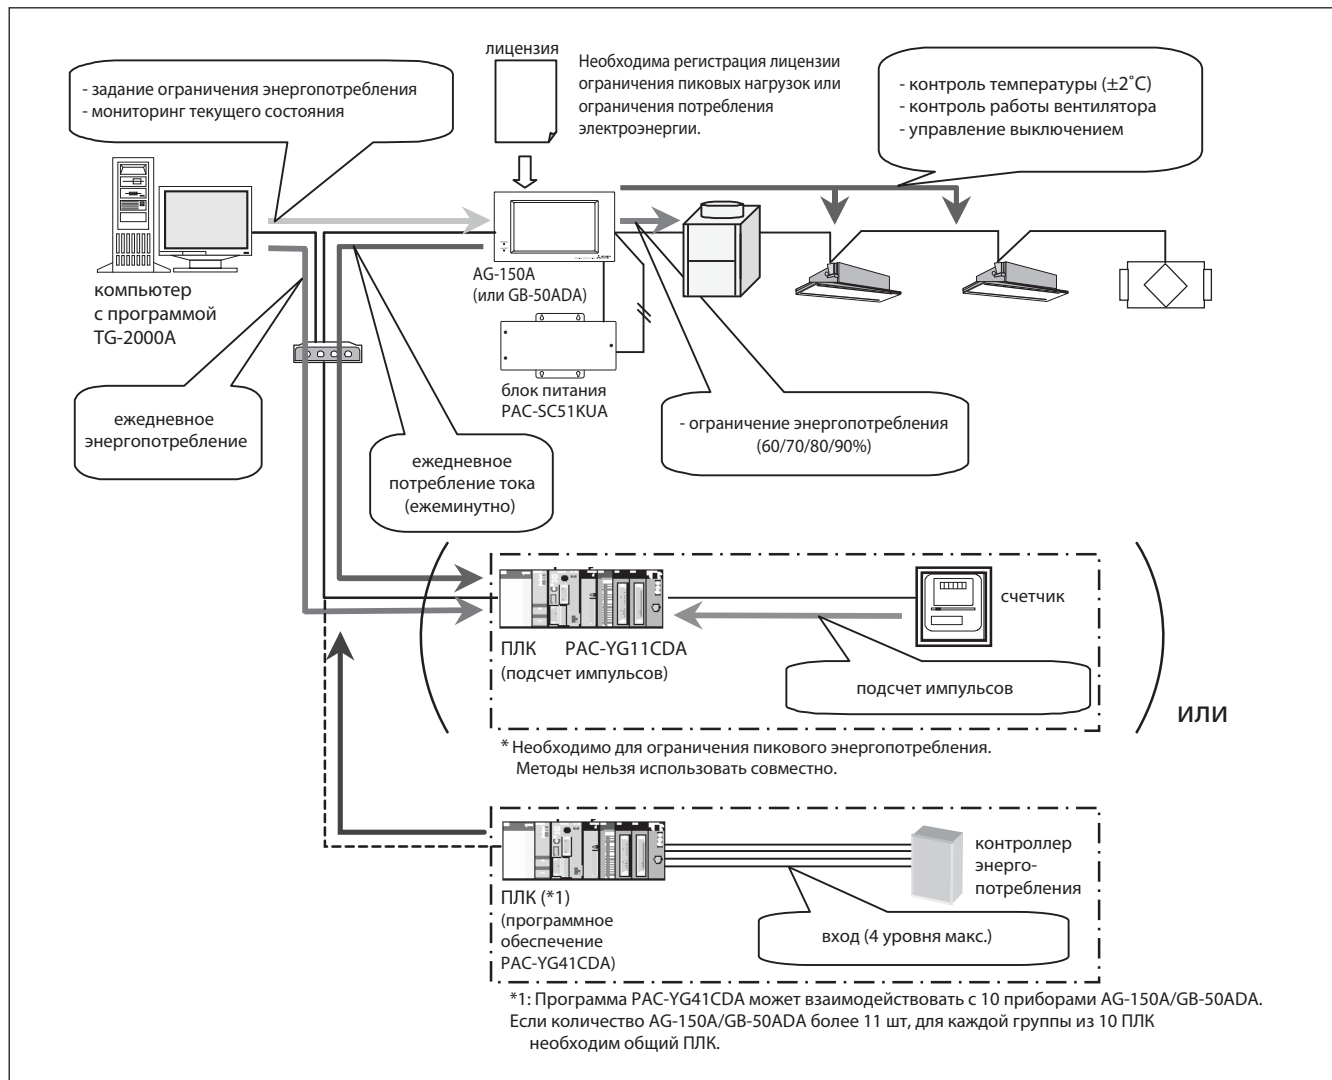 лицензия
Необходима регистрация лицензии
ограничения пиковых нагрузок или
ограничения потребления
электроэнергии.
- задание ограничения энергопотребления
- мониторинг текущего состояния
- контроль температуры (±2˚C)
- контроль работы вентилятора
- управление выключением
компьютер
с программой
TG-2000A
AG-150A
(или GB-50ADA)
блок питания
PAC-SC51KUA
- ограничение энергопотребления
(60/70/80/90%)
ежедневное
энергопотребление
ежедневное
потребление тока
(ежеминутно)
ПЛК PAC-YG11CDA
(подсчет импульсов)
счетчик
подсчет импульсов
или
* Необходимо для ограничения пикового энергопотребления.
Методы нельзя использовать совместно.
ПЛК (*1)
(программное
обеспечение
PAC-YG41CDA)
контроллер
энерго-
потребления
вход (4 уровня макс.)
*1: Программа PAC-YG41CDA может взаимодействовать с 10 приборами AG-150A/GB-50ADA.
Если количество AG-150A/GB-50ADA более 11 шт, для каждой группы из 10 ПЛК
необходим общий ПЛК.